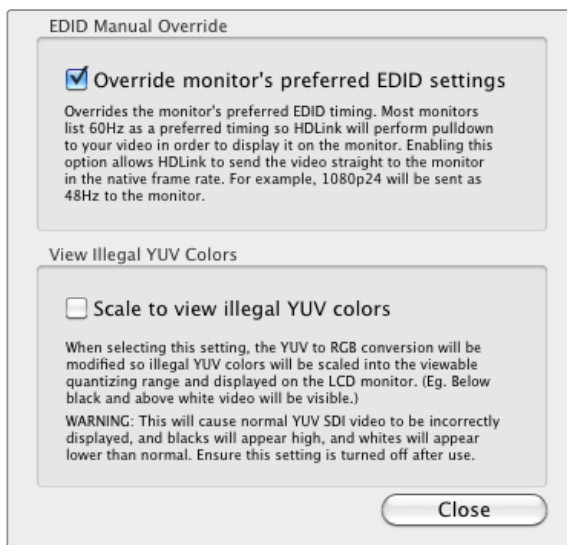 EDID Manual Override
Override monitor's preferred EDID settings
Overrides the monitor's preferred EDID timing. Most monitors
list 60Hz as a preferred timing so HDLink will perform pulldown
to your video in order to display it on the monitor. Enabling this
option allows HDLink to send the video straight to the monitor
in the native frame rate. For example, 1080p24 will be sent as
48Hz to the monitor.
View Illegal YUV Colors
Scale to view illegal YUV colors
When selecting this setting, the YUV to RGB conversion will be
modified so illegal YUV colors will be scaled into the viewable
quantizing range and displayed on the LCD monitor. (Eg. Below
black and above white video will be visible.)
WARNING: This will cause normal YUV SDI video to be incorrectly
displayed, and blacks will appear high, and whites will appear
lower than normal. Ensure this setting is turned off after use.
Close